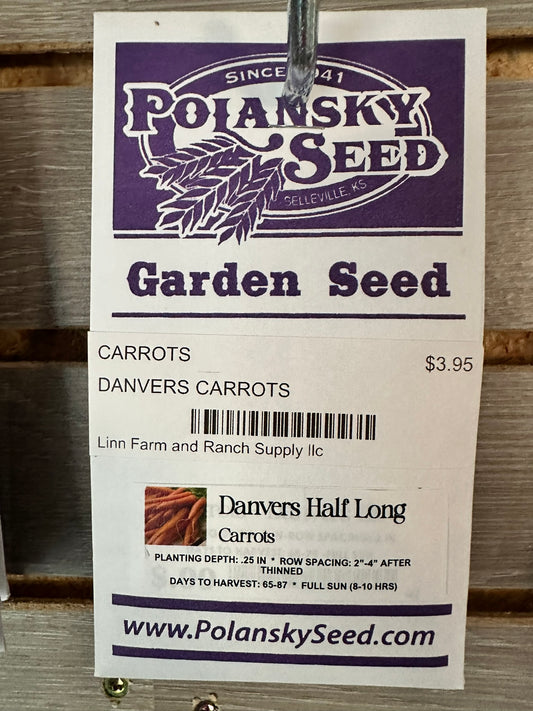 SINCE 1941
POLANSKY
SEED
BELLEVILLE, KS
Garden Seed
CARROTS
$3.95
DANVERS CARROTS
Linn Farm and Ranch Supply llc
Danvers Half Long
Carrots
PLANTING DEPTH: .25 IN * ROW SPACING: 2"-4" AFTER
THINNED
DAYS TO HARVEST: 65-87 * FULL SUN (8-10 HRS)
www.PolanskySeed.com